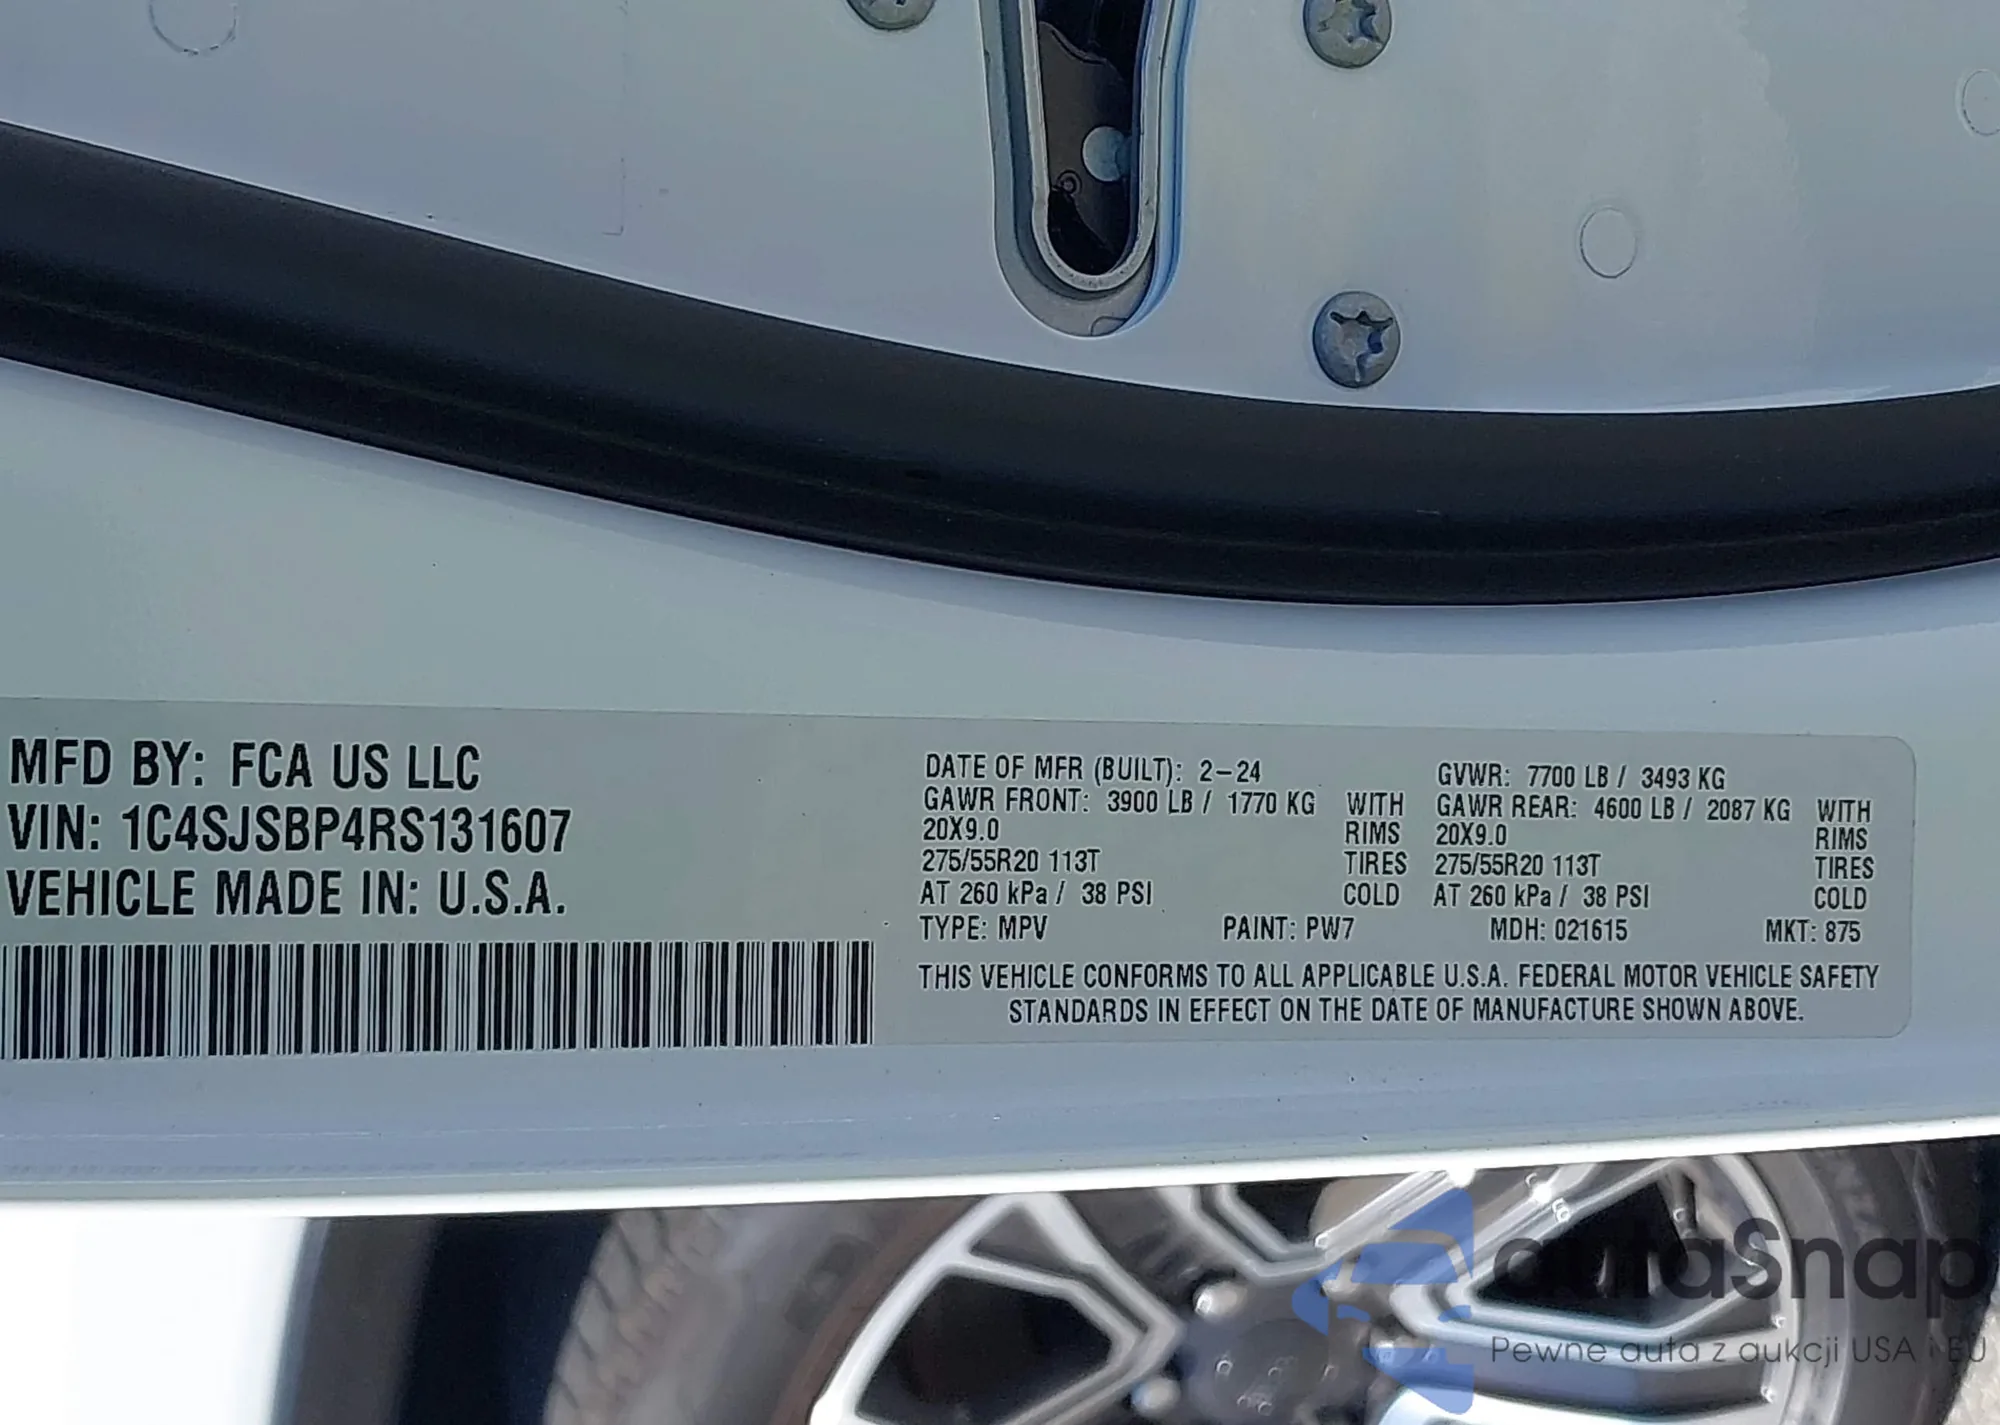 MFD BY: FCA US LLC
VIN: 1C4SJSBP4RS131607
VEHICLE MADE IN: U.S.A.
DATE OF MFR (BUILT): 2-24 GVWR: 7700 LB / 3493 KG
GAWR FRONT: 3900 LB / 1770 KG WITH GAWR REAR: 4600 LB / 2087 KG WITH
20X9.0 RIMS 20X9.0 RIMS
275/55R20 113T TIRES 275/55R20 113T TIRES
AT 260 kPa / 38 PSI COLD AT 260 kPa / 38 PSI COLD
TYPE: MPV PAINT: PW7 MDH: 021615 MKT: 875
THIS VEHICLE CONFORMS TO ALL APPLICABLE U.S.A. FEDERAL MOTOR VEHICLE SAFETY
STANDARDS IN EFFECT ON THE DATE OF MANUFACTURE SHOWN ABOVE.
autaSnap
Pewne auta z aukcji USA i EU